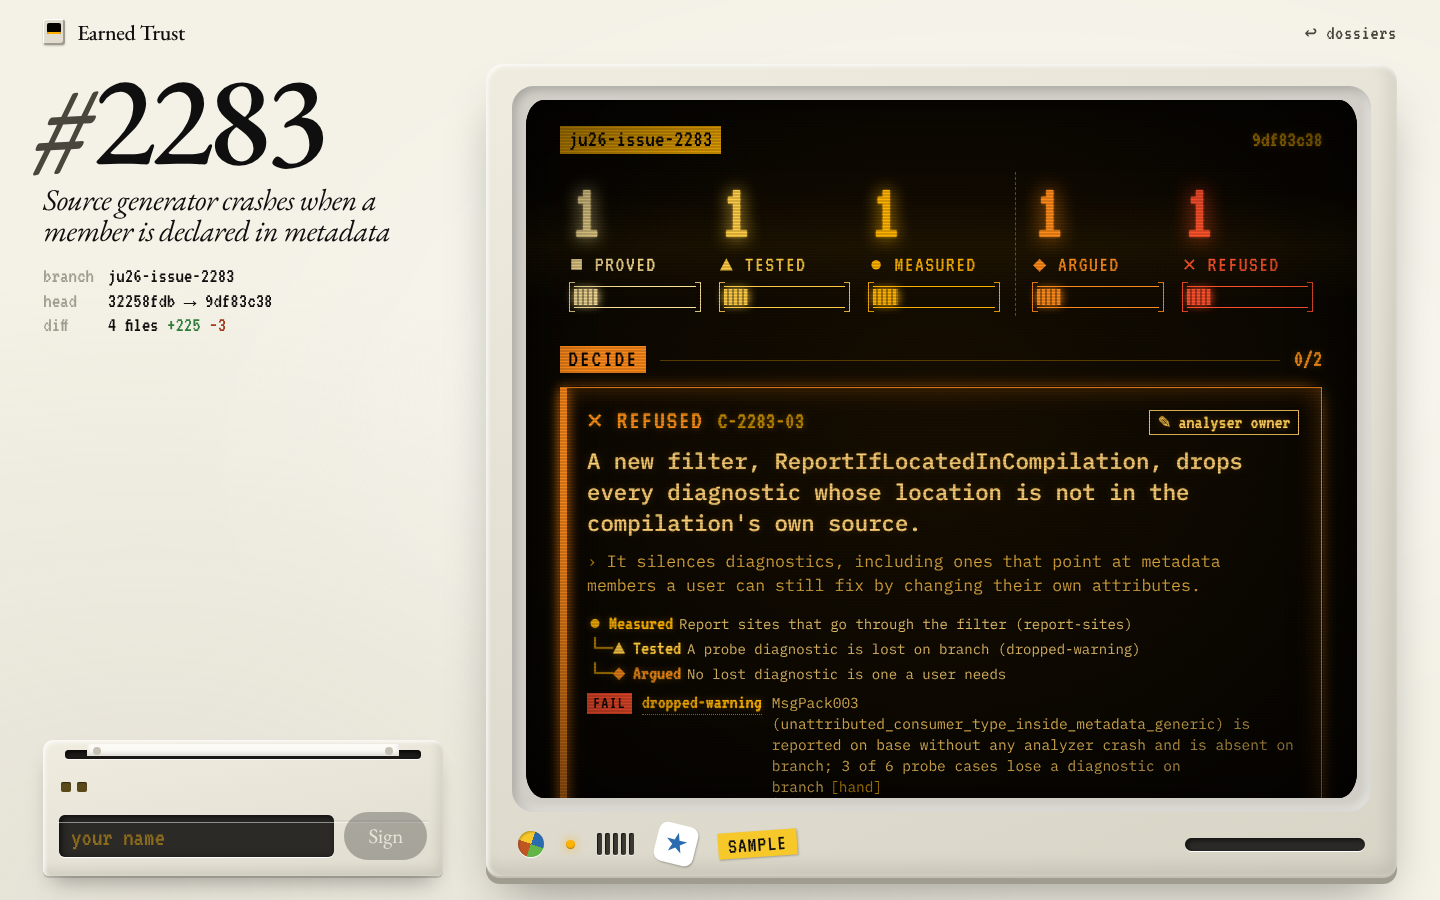 Earned Trust
↩ dossiers
#2283
Source generator crashes when a
member is declared in metadata
branch ju26-issue-2283
head 32258fdb → 9df83c38
diff 4 files +225 -3
your name
Sign
ju26-issue-2283
9df83c38
1 1 1 1 1
■ PROVED ▲ TESTED ● MEASURED ◆ ARGUED ✕ REFUSED
DECIDE 0/2
✕ REFUSED C-2283-03
✎ analyser owner
A new filter, ReportIfLocatedInCompilation, drops
every diagnostic whose location is not in the
compilation's own source.
› It silences diagnostics, including ones that point at metadata
members a user can still fix by changing their own attributes.
● Measured Report sites that go through the filter (report-sites)
▲ Tested A probe diagnostic is lost on branch (dropped-warning)
◆ Argued No lost diagnostic is one a user needs
FAIL dropped-warning MsgPack003
(unattributed_consumer_type_inside_metadata_generic) is
reported on base without any analyzer crash and is absent on
branch; 3 of 6 probe cases lose a diagnostic on
branch [hand]
SAMPLE